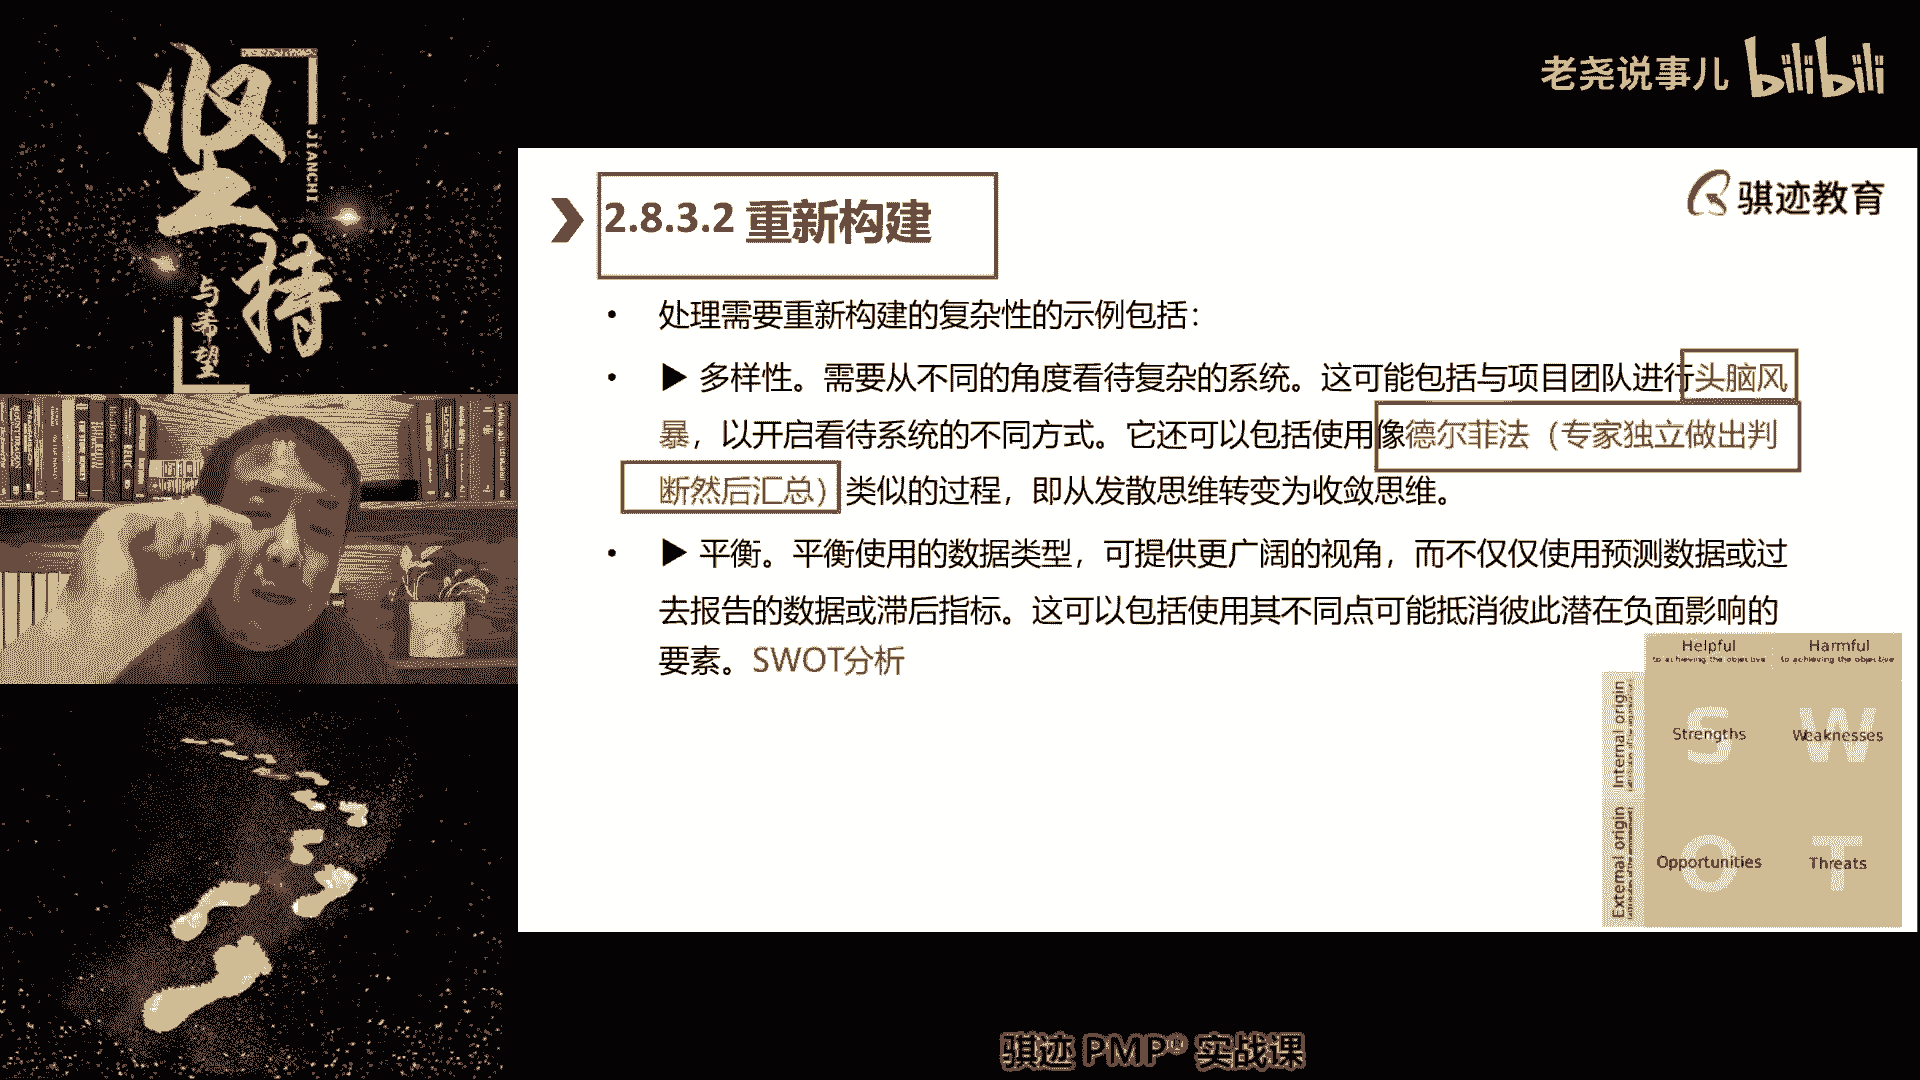 坚持
JIANCHI
与希望
老尧说事儿 bilibili
骐迹教育
2.8.3.2 重新构建
• 处理需要重新构建的复杂性的示例包括：
• ▶ 多样性。需要从不同的角度看待复杂的系统。这可能包括与项目团队进行头脑风
暴，以开启看待系统的不同方式。它还可以包括使用像德尔菲法（专家独立做出判
断然后汇总）类似的过程，即从发散思维转变为收敛思维。
• ▶ 平衡。平衡使用的数据类型，可提供更广阔的视角，而不仅仅使用预测数据或过
去报告的数据或滞后指标。这可以包括使用其不同点可能抵消彼此潜在负面影响的
要素。SWOT分析
Helpful
to achieving the objective
Harmful
to achieving the objective
Internal origin
S
Strengths
W
Weaknesses
External origin
O
Opportunities
T
Threats
骐迹 PMP® 实战课